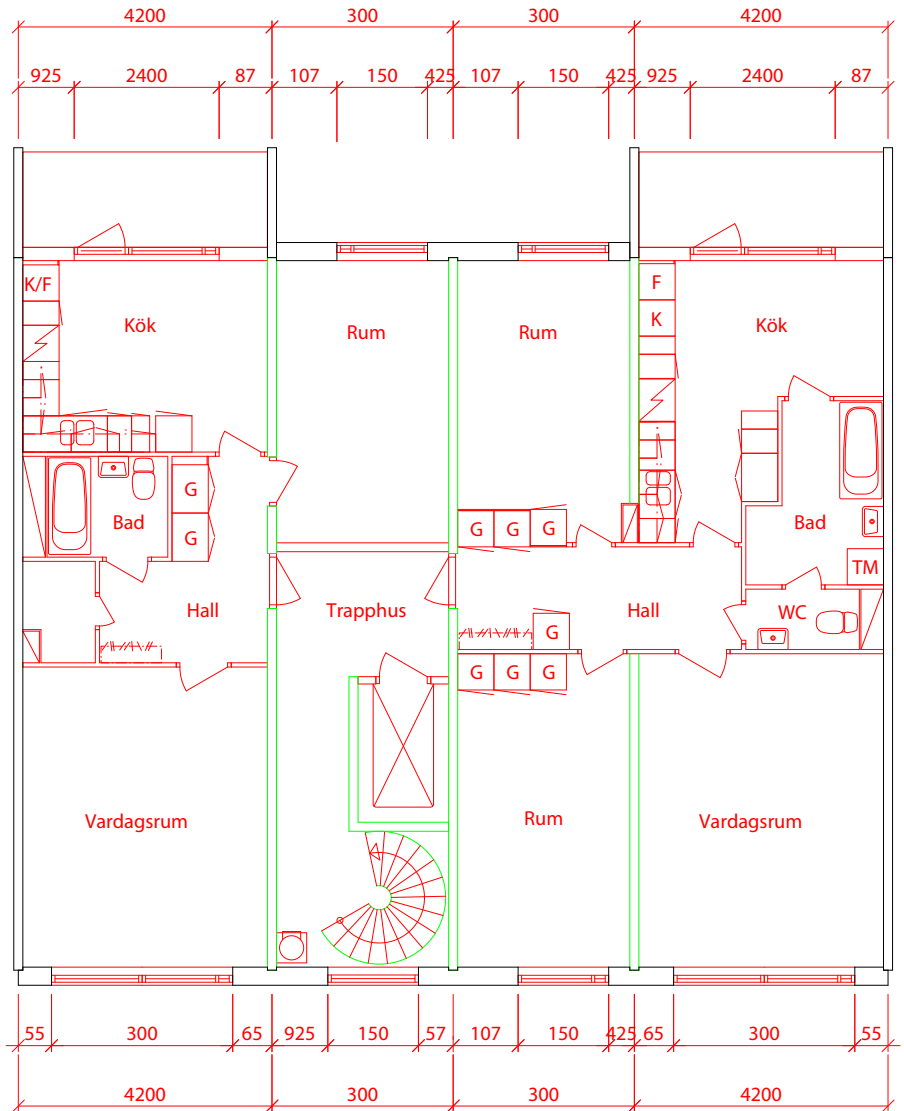 4200 300 300 4200
925 2400 87 107 150 425 107 150 425 925 2400 87
K/F F
K
Kök Rum Rum Kök
G G G G
G
Bad Bad
TM
Hall Trapphus Hall WC
G
G G G
Vardagsrum Rum Vardagsrum
55 300 65 925 150 57 107 150 425 65 300 55
4200 300 300 4200